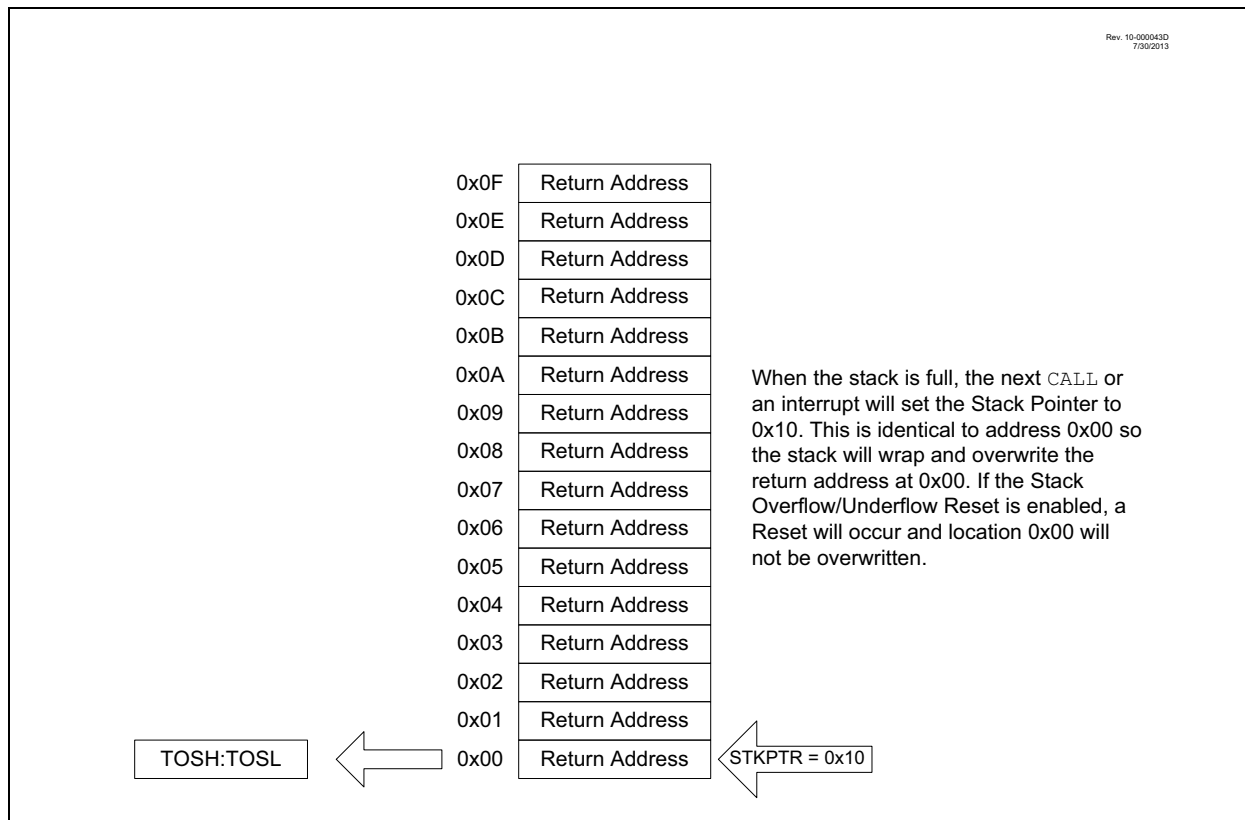 Rev. 10-000043D
7/30/2013
0x0F Return Address
0x0E Return Address
0x0D Return Address
0x0C Return Address
0x0B Return Address
0x0A Return Address
0x09 Return Address
0x08 Return Address
0x07 Return Address
0x06 Return Address
0x05 Return Address
0x04 Return Address
0x03 Return Address
0x02 Return Address
0x01 Return Address
TOSH:TOSL 0x00 Return Address STKPTR = 0x10
When the stack is full, the next CALL or
an interrupt will set the Stack Pointer to
0x10. This is identical to address 0x00 so
the stack will wrap and overwrite the
return address at 0x00. If the Stack
Overflow/Underflow Reset is enabled, a
Reset will occur and location 0x00 will
not be overwritten.